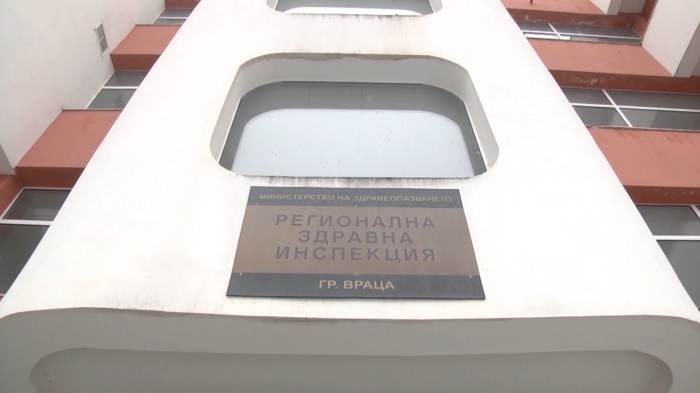 МИНИСТЕРСТВО НА ЗДРАВЕОПАЗВАНЕТО
РЕГИОНАЛНА
ЗДРАВНА
ИНСПЕКЦИЯ
ГР. ВРАЦА